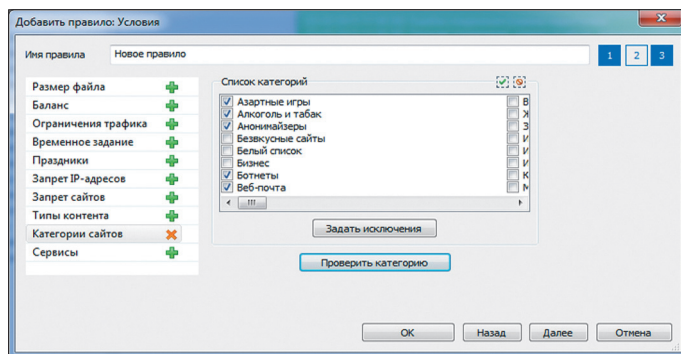 Добавить правило: Условия
Имя правила
Новое правило
1 2 3
Размер файла
Баланс
Ограничения трафика
Временное задание
Праздники
Запрет IP-адресов
Запрет сайтов
Типы контента
Категории сайтов
Сервисы
Список категорий
Азартные игры
Алкоголь и табак
Анонинайзеры
Безвкусные сайты
Белый список
Бизнес
Ботнеты
Веб-почта
В
Ж
З
И
И
И
К
М
Задать исключения
Проверить категорию
ОК
Назад
Далее
Отмена